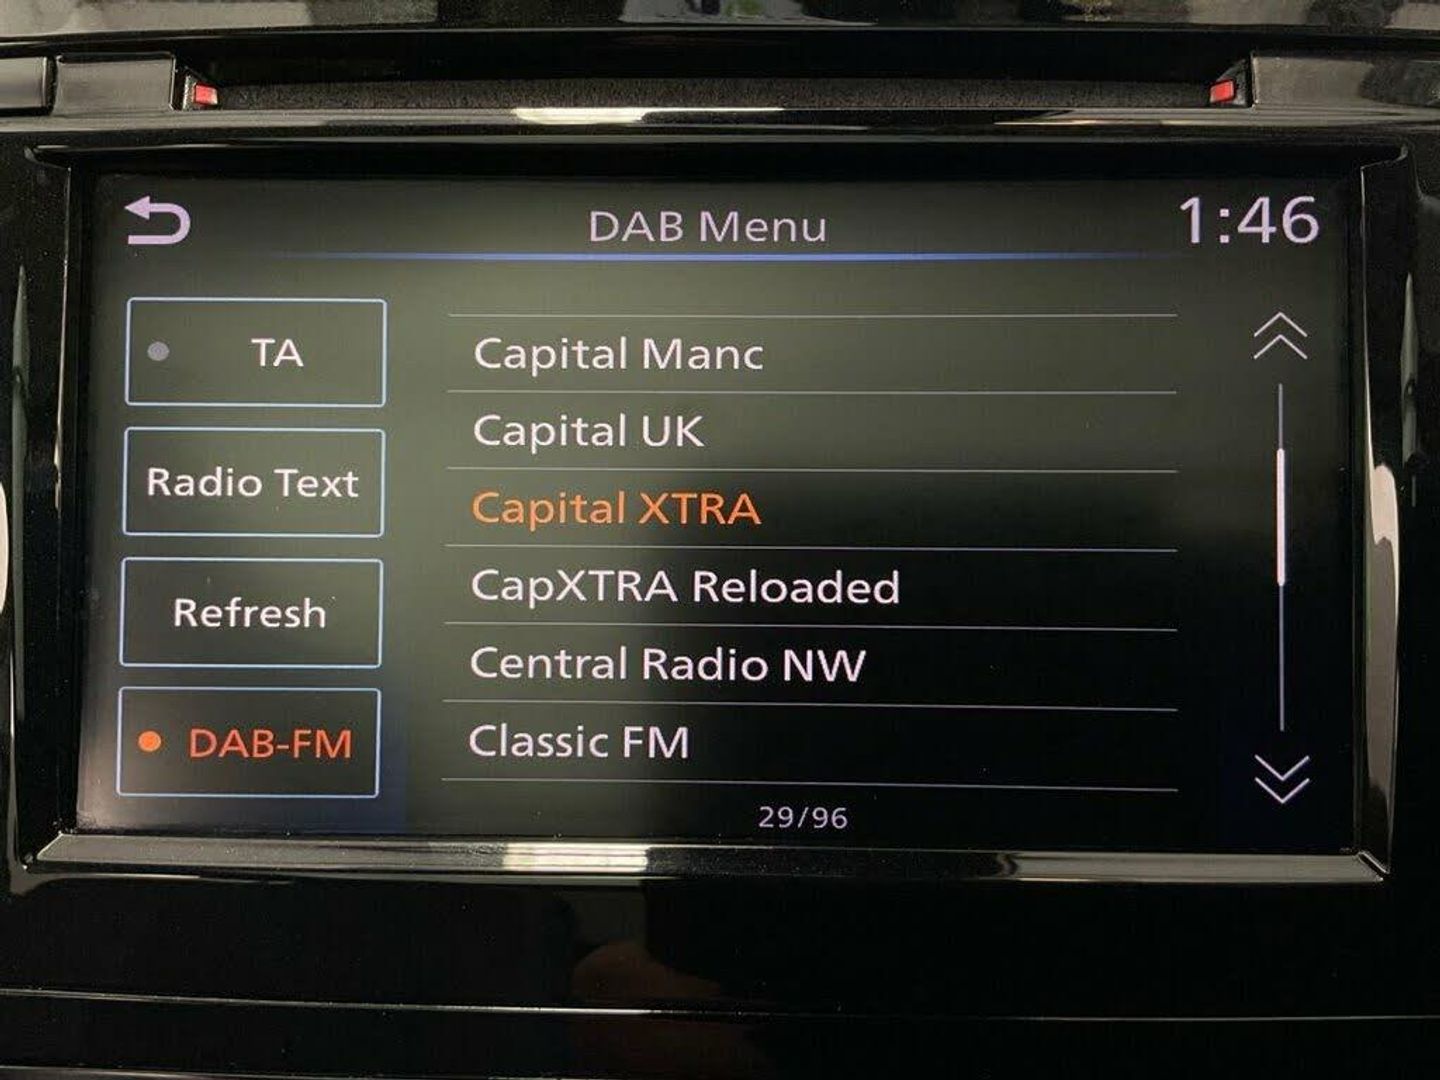 DAB Menu
1:46
TA
Radio Text
Refresh
DAB-FM
Capital Manc
Capital UK
Capital XTRA
CapXTRA Reloaded
Central Radio NW
Classic FM
29/96